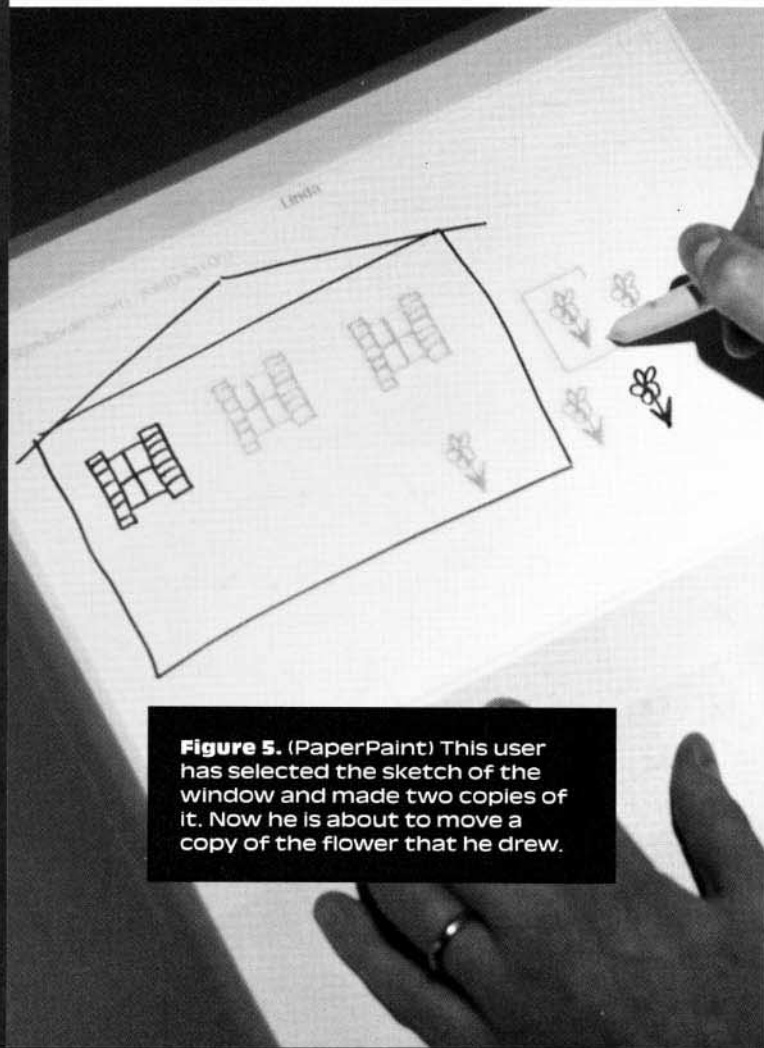 Linda
Figure 5. (PaperPaint) This user
has selected the sketch of the
window and made two copies of
it. Now he is about to move a
copy of the flower that he drew.